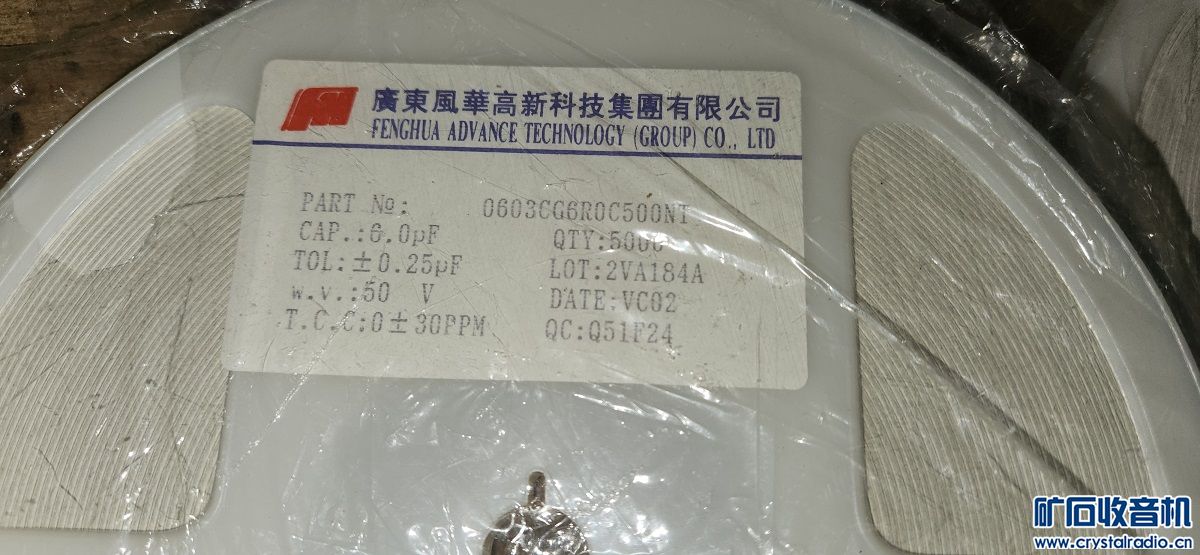 廣東風華高新科技集團有限公司
FENGHUA ADVANCE TECHNOLOGY (GROUP) CO., LTD
PART №: 0603CG6R0C500NT
CAP.:6.0pF QTY:5000
TOL:±0.25pF LOT:2VA184A
w.v.:50 V DATE:VC02
T.C.C:0±30PPM QC:Q51F24
矿石收音机
www.crystalradio.cn